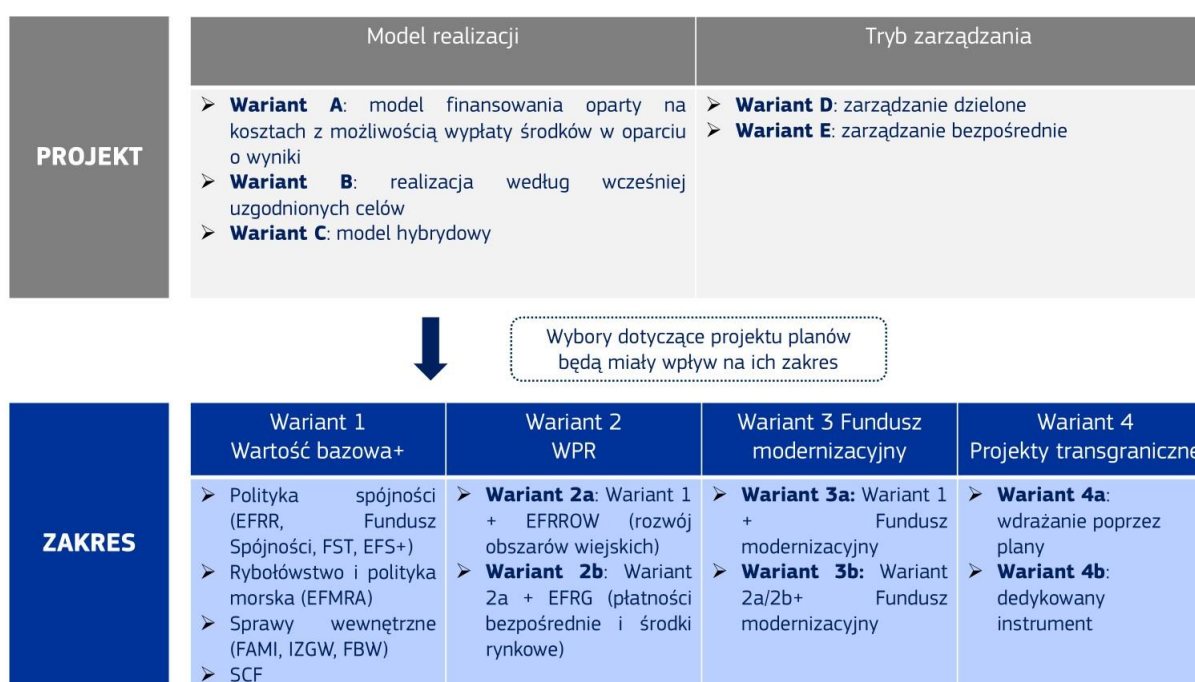 Model realizacji
Tryb zarządzania
PROJEKT
➢ Wariant A: model finansowania oparty na
kosztach z możliwością wypłaty środków w oparciu
o wyniki
➢ Wariant B: realizacja według wcześniej
uzgodnionych celów
➢ Wariant C: model hybrydowy
➢ Wariant D: zarządzanie dzielone
➢ Wariant E: zarządzanie bezpośrednie
Wybory dotyczące projektu planów
będą miały wpływ na ich zakres
ZAKRES
Wariant 1
Wartość bazowa+
Wariant 2
WPR
Wariant 3 Fundusz
modernizacyjny
Wariant 4
Projekty transgraniczne
➢ Polityka spójności
(EFRR, Fundusz
Spójności, FST, EFS+)
➢ Rybołówstwo i polityka
morska (EFMRA)
➢ Sprawy wewnętrzne
(FAMI, IZGW, FBW)
➢ SCF
➢ Wariant 2a: Wariant 1
+ EFRROW (rozwój
obszarów wiejskich)
➢ Wariant 2b: Wariant
2a + EFRG (płatności
bezpośrednie i środki
rynkowe)
➢ Wariant 3a: Wariant 1
+ Fundusz
modernizacyjny
➢ Wariant 3b: Wariant
2a/2b+ Fundusz
modernizacyjny
➢ Wariant 4a:
wdrażanie poprzez
plany
➢ Wariant 4b:
dedykowany
instrument